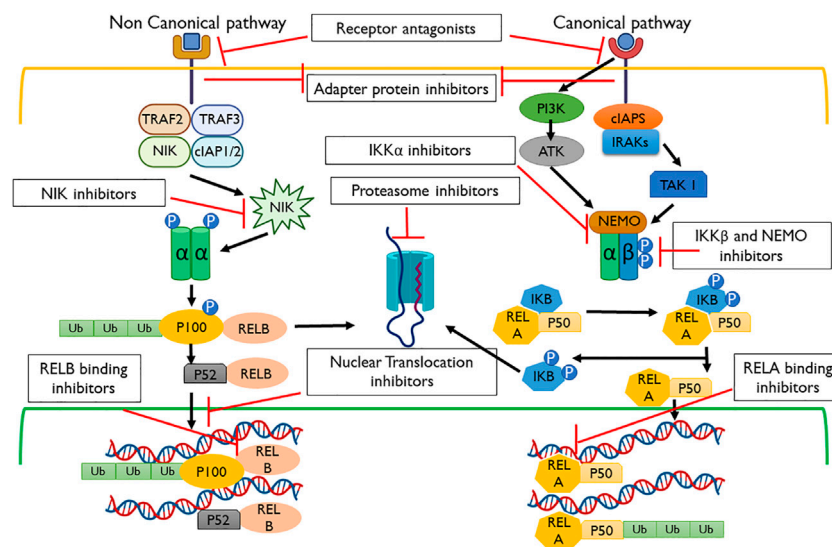 Non Canonical pathway
Receptor antagonists
Canonical pathway
Adapter protein inhibitors
TRAF2
TRAF3
NIK
cIAP1/2
PI3K
ATK
cIAPS
IRAKs
TAK 1
IKKα inhibitors
NIK inhibitors
NIK
Proteasome inhibitors
P
P
α
α
NEMO
α
β
P
P
IKKβ and NEMO
inhibitors
Ub
Ub
Ub
P100
P
RELB
IKB
REL
A
P50
P
P
IKB
REL
A
P50
RELB binding
inhibitors
P52
RELB
Nuclear Translocation
inhibitors
P
IKB
P
REL
A
P50
RELA binding
inhibitors
Ub
Ub
Ub
P100
REL
B
P52
REL
B
REL
A
P50
REL
A
P50
Ub
Ub
Ub